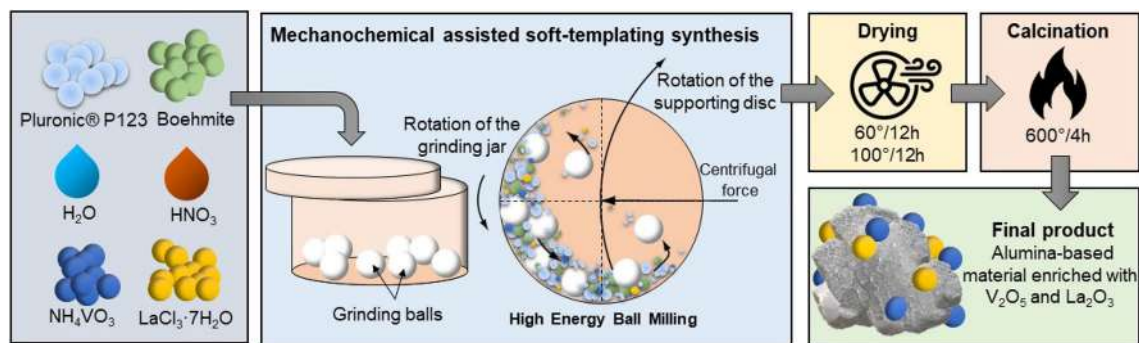 Pluronic® P123
Boehmite
H₂O
HNO₃
NH₄VO₃
LaCl₃·7H₂O
Mechanochemical assisted soft-templating synthesis
Rotation of the
grinding jar
Grinding balls
Rotation of the
supporting disc
Centrifugal
force
High Energy Ball Milling
Drying
60°/12h
100°/12h
Calcination
600°/4h
Final product
Alumina-based
material enriched with
V₂O₅ and La₂O₃